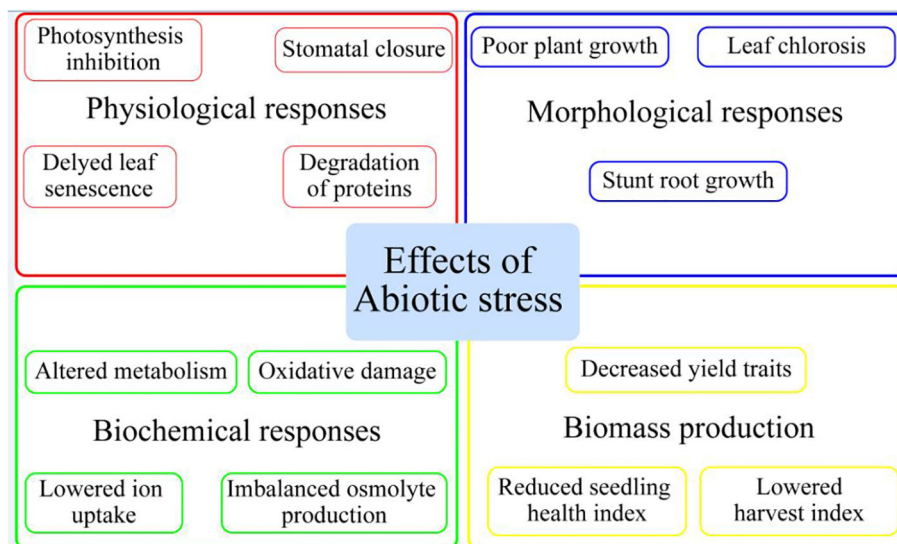 Photosynthesis
inhibition
Stomatal closure
Physiological responses
Delyed leaf
senescence
Degradation
of proteins
Poor plant growth
Leaf chlorosis
Morphological responses
Stunt root growth
Effects of
Abiotic stress
Altered metabolism
Oxidative damage
Biochemical responses
Lowered ion
uptake
Imbalanced osmolyte
production
Decreased yield traits
Biomass production
Reduced seedling
health index
Lowered
harvest index